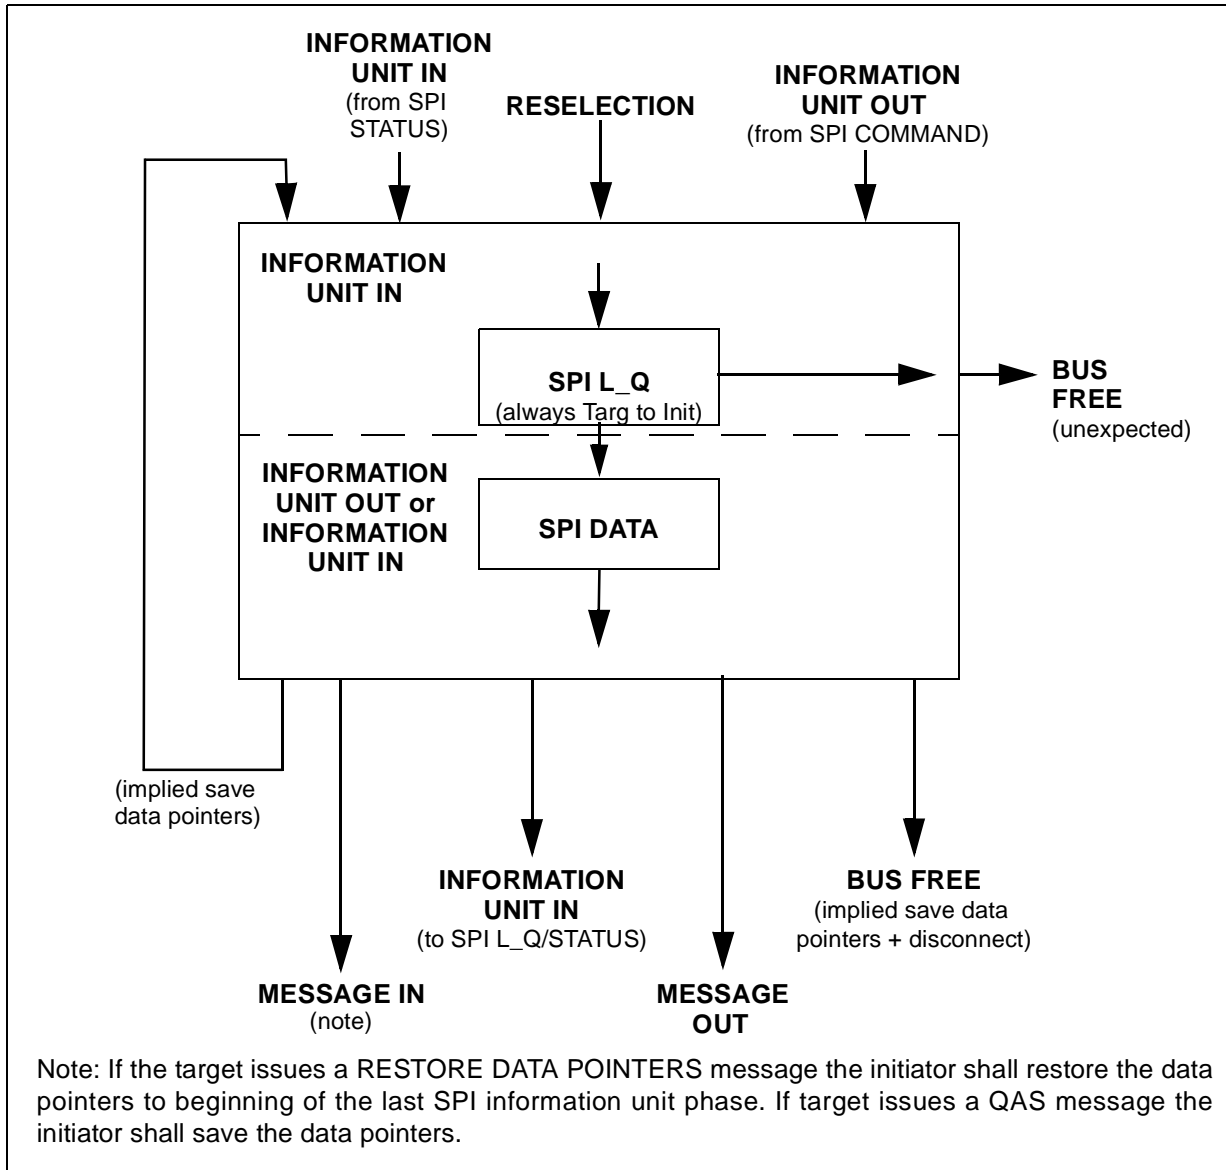 INFORMATION
UNIT IN
(from SPI
STATUS)
RESELECTION
INFORMATION
UNIT OUT
(from SPI COMMAND)
INFORMATION
UNIT IN
SPI L_Q
(always Targ to Init)
BUS
FREE
(unexpected)
INFORMATION
UNIT OUT or
INFORMATION
UNIT IN
SPI DATA
(implied save
data pointers)
INFORMATION
UNIT IN
(to SPI L_Q/STATUS)
BUS FREE
(implied save data
pointers + disconnect)
MESSAGE IN
(note)
MESSAGE
OUT
Note: If the target issues a RESTORE DATA POINTERS message the initiator shall restore the data
pointers to beginning of the last SPI information unit phase. If target issues a QAS message the
initiator shall save the data pointers.